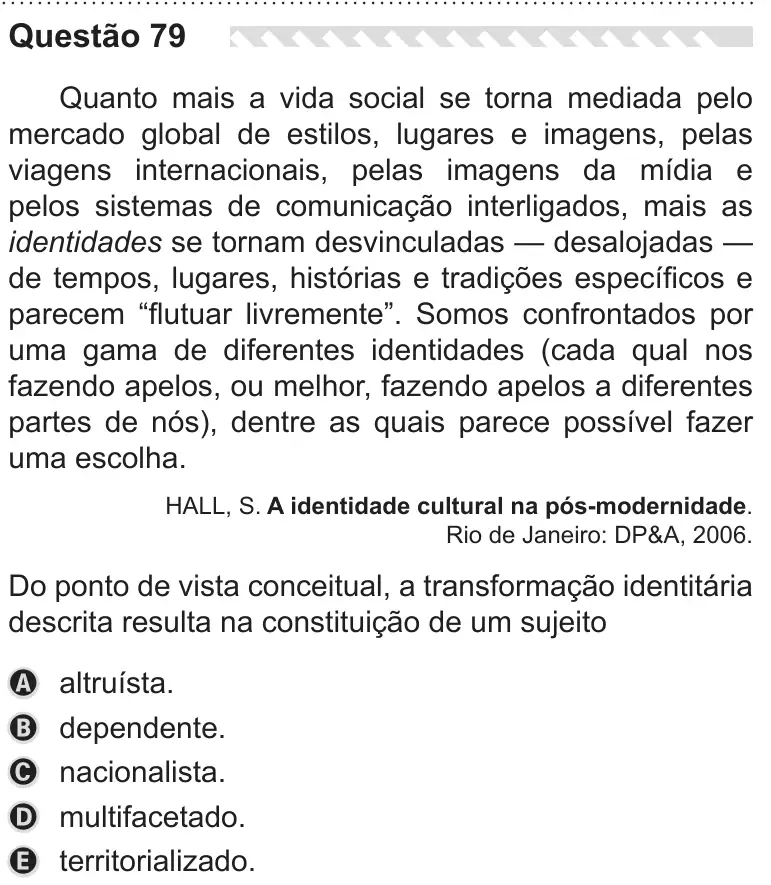 Questão 79
Quanto mais a vida social se torna mediada pelo
mercado global de estilos, lugares e imagens, pelas
viagens internacionais, pelas imagens da mídia e
pelos sistemas de comunicação interligados, mais as
identidades se tornam desvinculadas — desalojadas —
de tempos, lugares, histórias e tradições específicos e
parecem “flutuar livremente”. Somos confrontados por
uma gama de diferentes identidades (cada qual nos
fazendo apelos, ou melhor, fazendo apelos a diferentes
partes de nós), dentre as quais parece possível fazer
uma escolha.
HALL, S. A identidade cultural na pós-modernidade.
Rio de Janeiro: DP&A, 2006.
Do ponto de vista conceitual, a transformação identitária
descrita resulta na constituição de um sujeito
A altruísta.
B dependente.
C nacionalista.
D multifacetado.
E territorializado.